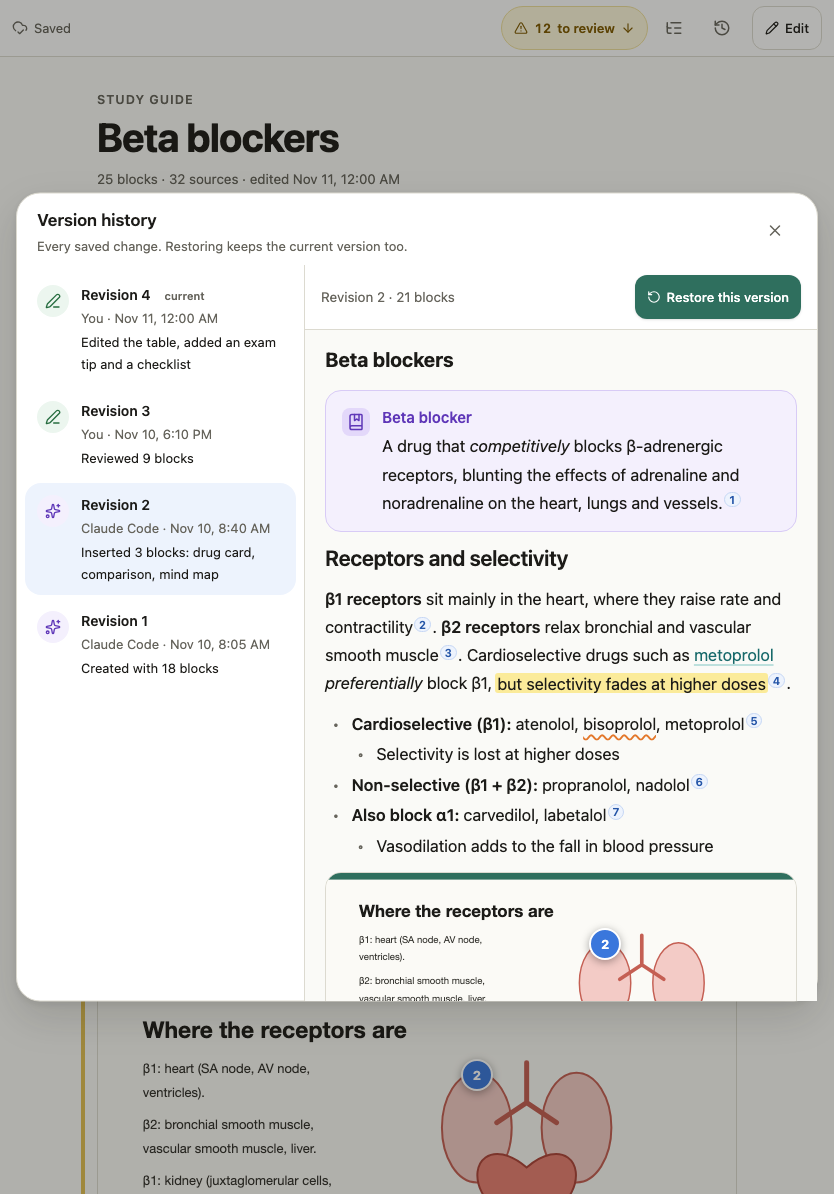 Saved
12 to review ↓
Edit
STUDY GUIDE
Beta blockers
25 blocks · 32 sources · edited Nov 11, 12:00 AM
Version history
Every saved change. Restoring keeps the current version too.
Revision 4 current
You · Nov 11, 12:00 AM
Edited the table, added an exam
tip and a checklist
Revision 3
You · Nov 10, 6:10 PM
Reviewed 9 blocks
Revision 2
Claude Code · Nov 10, 8:40 AM
Inserted 3 blocks: drug card,
comparison, mind map
Revision 1
Claude Code · Nov 10, 8:05 AM
Created with 18 blocks
Revision 2 · 21 blocks
Restore this version
Beta blockers
Beta blocker
A drug that competitively blocks β-adrenergic
receptors, blunting the effects of adrenaline and
noradrenaline on the heart, lungs and vessels. 1
Receptors and selectivity
β1 receptors sit mainly in the heart, where they raise rate and
contractility 2 . β2 receptors relax bronchial and vascular
smooth muscle 3 . Cardioselective drugs such as metoprolol
preferentially block β1, but selectivity fades at higher doses 4 .
• Cardioselective (β1): atenolol, bisoprolol, metoprolol 5
◦ Selectivity is lost at higher doses
• Non-selective (β1 + β2): propranolol, nadolol 6
• Also block α1: carvedilol, labetalol 7
◦ Vasodilation adds to the fall in blood pressure
Where the receptors are
2
β1: heart (SA node, AV node,
ventricles).
β2: bronchial smooth muscle,
vascular smooth muscle, liver.
Where the receptors are
2
β1: heart (SA node, AV node,
ventricles).
β2: bronchial smooth muscle,
vascular smooth muscle, liver.
β1: kidney (juxtaglomerular cells,